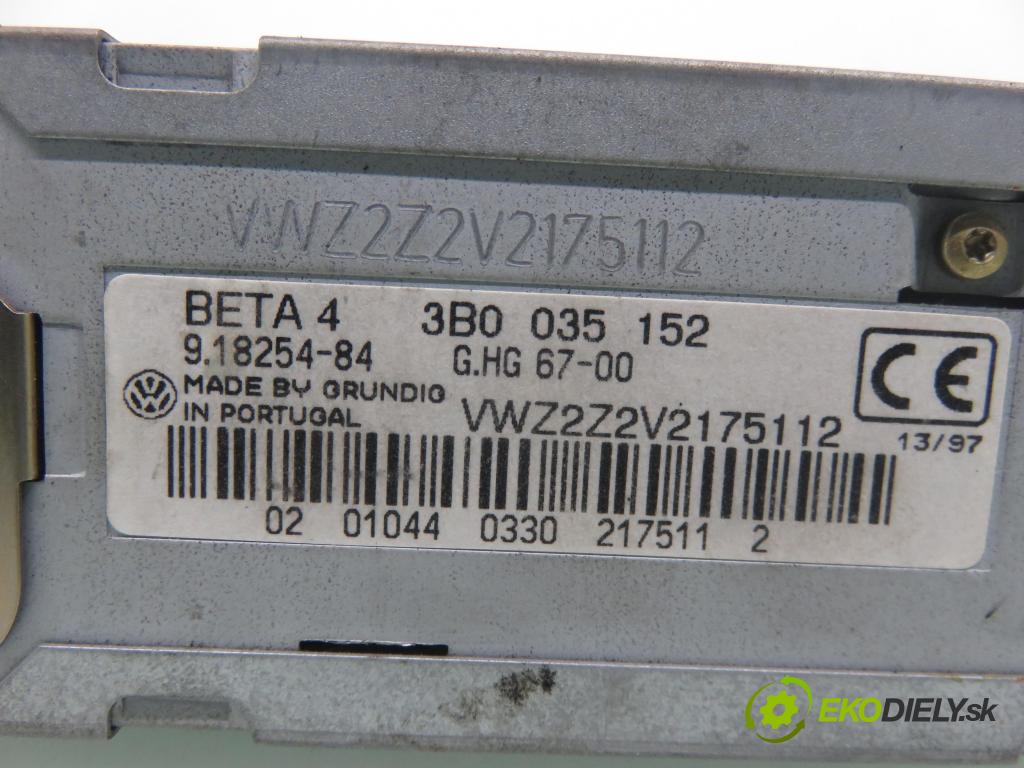 VWZ2Z2V2175112
BETA 4 3B0 035 152
9.18254-84 G.HG 67-00
MADE BY GRUNDIG
IN PORTUGAL VWZ2Z2V2175112
CE
13/97
02 01044 0330 217511 2
EKODIELY.sk